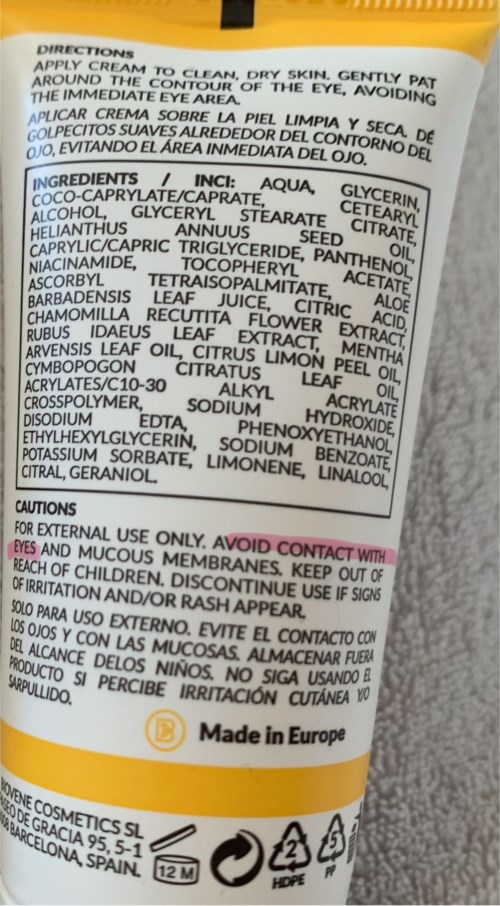 DIRECTIONS
APPLY CREAM TO CLEAN, DRY SKIN. GENTLY PAT
AROUND THE CONTOUR OF THE EYE, AVOIDING
THE IMMEDIATE EYE AREA.
APLICAR CREMA SOBRE LA PIEL LIMPIA Y SECA. DÉ
GOLPECITOS SUAVES ALREDEDOR DEL CONTORNO DEL
OJO, EVITANDO EL ÁREA INMEDIATA DEL OJO.
INGREDIENTS / INCI: AQUA, GLYCERIN,
COCO-CAPRYLATE/CAPRATE, CETEARYL
ALCOHOL, GLYCERYL STEARATE CITRATE,
HELIANTHUS ANNUUS SEED OIL,
CAPRYLIC/CAPRIC TRIGLYCERIDE, PANTHENOL,
NIACINAMIDE, TOCOPHERYL ACETATE,
ASCORBYL TETRAISOPALMITATE, ALOE
BARBADENSIS LEAF JUICE, CITRIC ACID,
CHAMOMILLA RECUTITA FLOWER EXTRACT,
RUBUS IDAEUS LEAF EXTRACT, MENTHA
ARVENSIS LEAF OIL, CITRUS LIMON PEEL OIL,
CYMBOPOGON CITRATUS LEAF OIL,
ACRYLATES/C10-30 ALKYL ACRYLATE
CROSSPOLYMER, SODIUM HYDROXIDE,
DISODIUM EDTA, PHENOXYETHANOL,
ETHYLHEXYLGLYCERIN, SODIUM BENZOATE,
POTASSIUM SORBATE, LIMONENE, LINALOOL,
CITRAL, GERANIOL.
CAUTIONS
FOR EXTERNAL USE ONLY. AVOID CONTACT WITH
EYES AND MUCOUS MEMBRANES. KEEP OUT OF
REACH OF CHILDREN. DISCONTINUE USE IF SIGNS
OF IRRITATION AND/OR RASH APPEAR.
SOLO PARA USO EXTERNO. EVITE EL CONTACTO CON
LOS OJOS Y CON LAS MUCOSAS. ALMACENAR FUERA
DEL ALCANCE DELOS NIÑOS. NO SIGA USANDO EL
PRODUCTO SI PERCIBE IRRITACIÓN CUTÁNEA Y/O
SARPULLIDO.
B Made in Europe
BIOVENE COSMETICS SL
DE GRACIA 95, 5-1
BARCELONA, SPAIN.
12 M
2
HDPE
5
PP